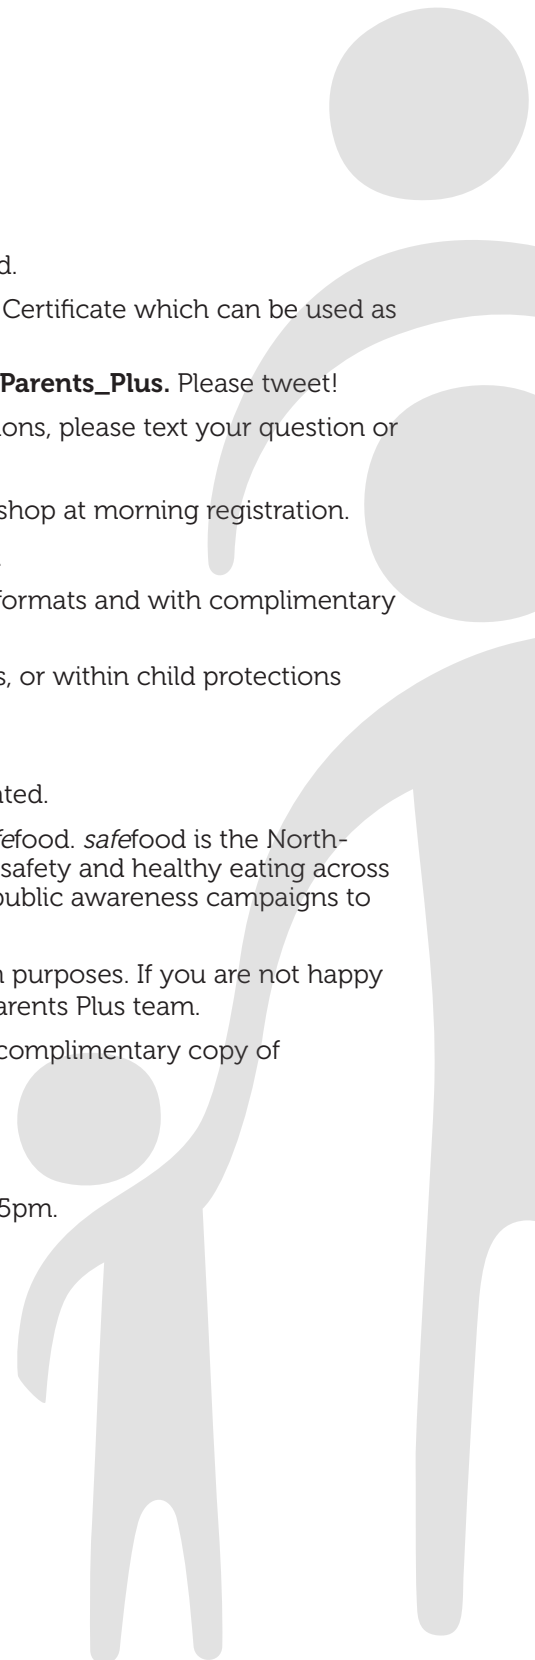 d.
Certificate which can be used as
Parents_Plus. Please tweet!
ons, please text your question or
shop at morning registration.
.
formats and with complimentary
s, or within child protections
ated.
efood. safefood is the North-
safety and healthy eating across
public awareness campaigns to
n purposes. If you are not happy
arents Plus team.
complimentary copy of
5pm.